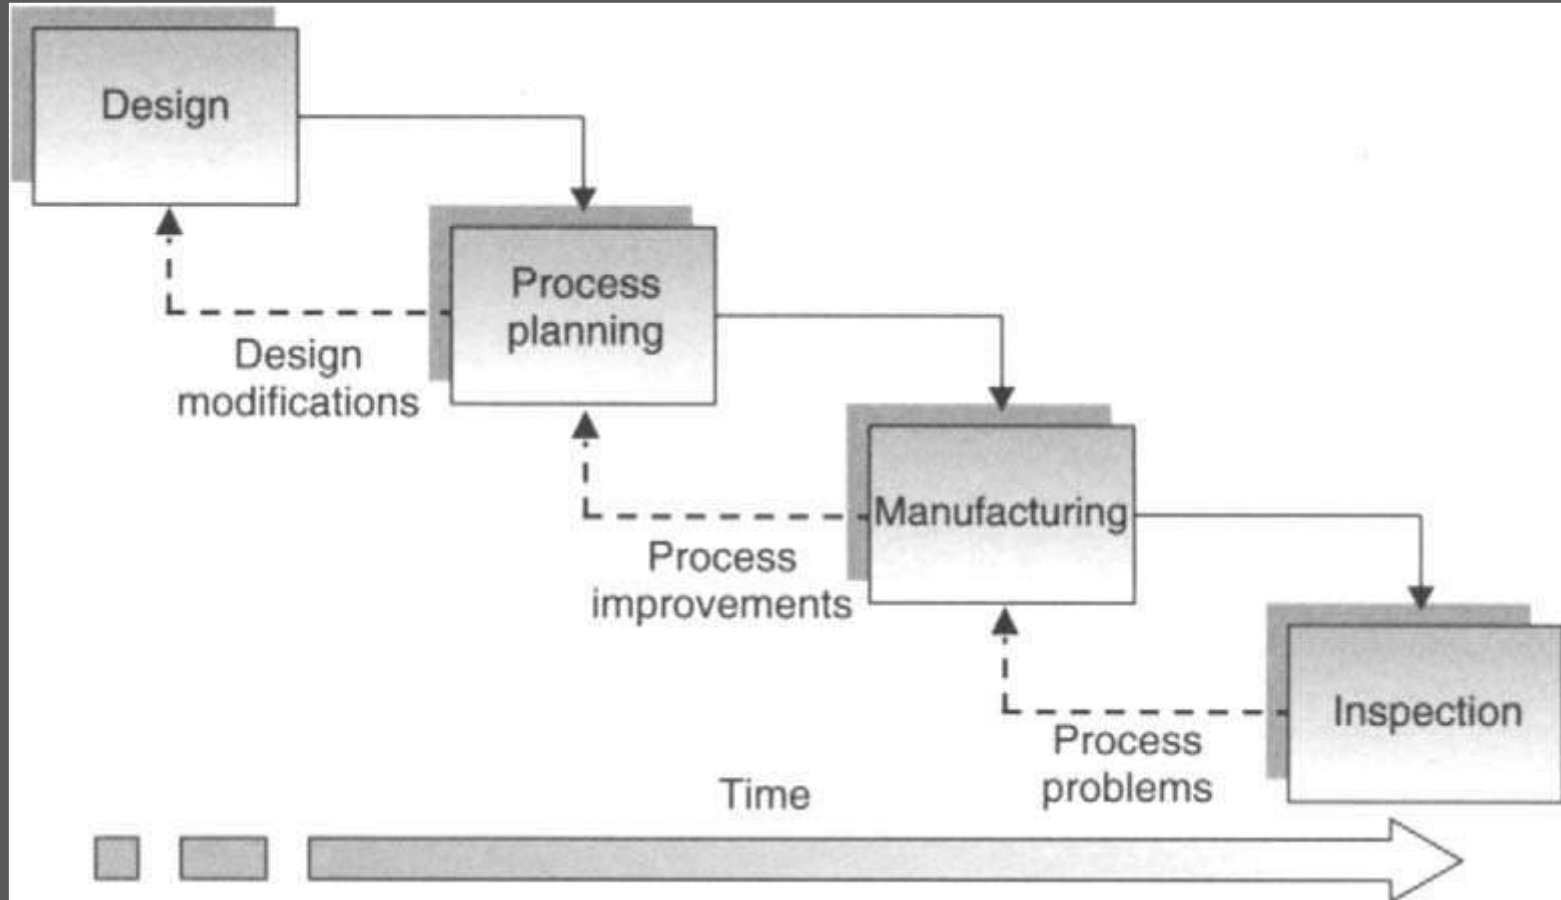 Design
Process
planning
Design
modifications
Manufacturing
Process
improvements
Inspection
Process
problems
Time